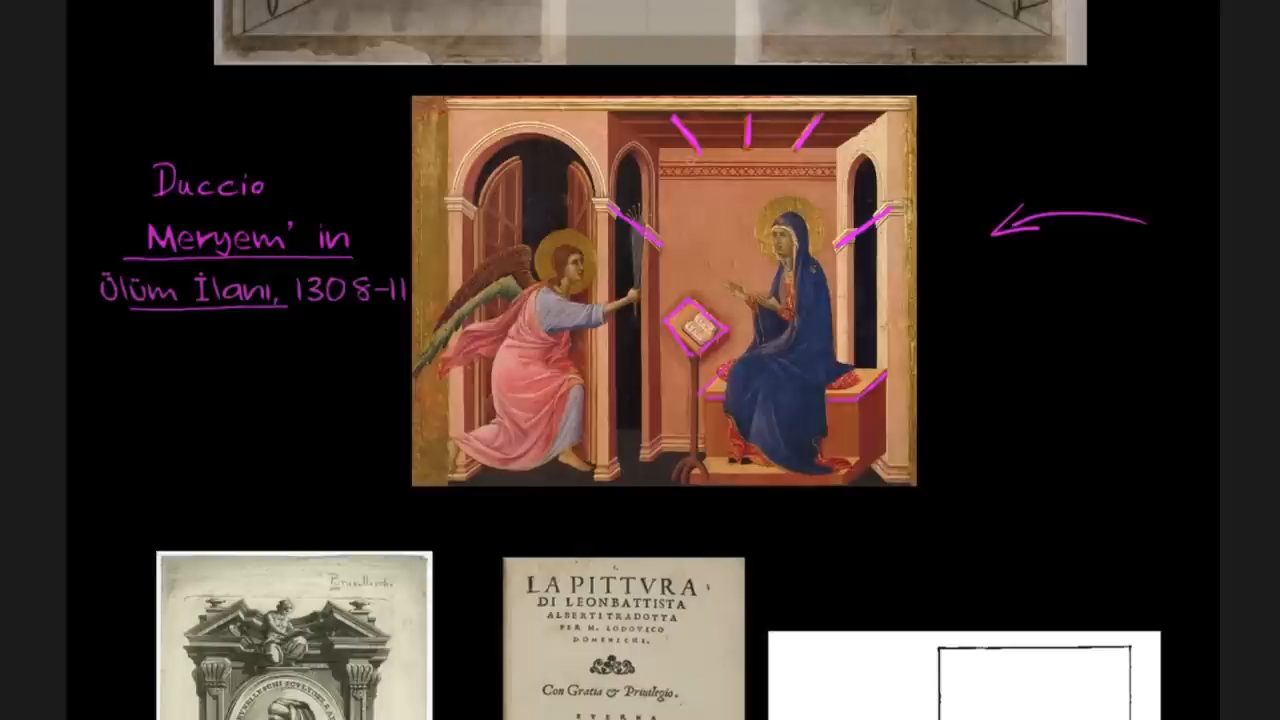 Duccio
Meryem' in
Ölüm İlanı, 1308-11
LA PITTVRA
DI LEONBATTISTA
ALBERTI TRADOTTA
PER M. LODOVICO
DOMENICHI.
Con Gratia & Priuilegio.